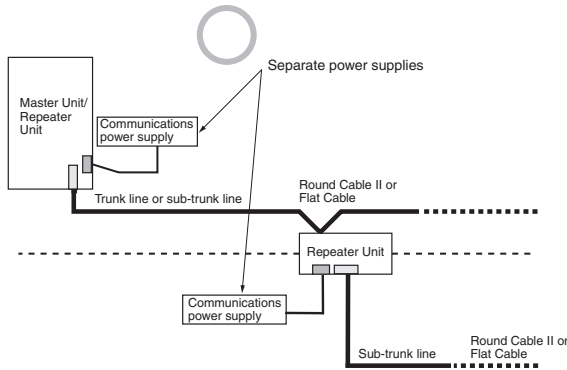 Separate power supplies
Master Unit/
Repeater
Unit
Communications
power supply
Trunk line or sub-trunk line
Round Cable II or
Flat Cable
Repeater Unit
Communications
power supply
Sub-trunk line
Round Cable II or
Flat Cable